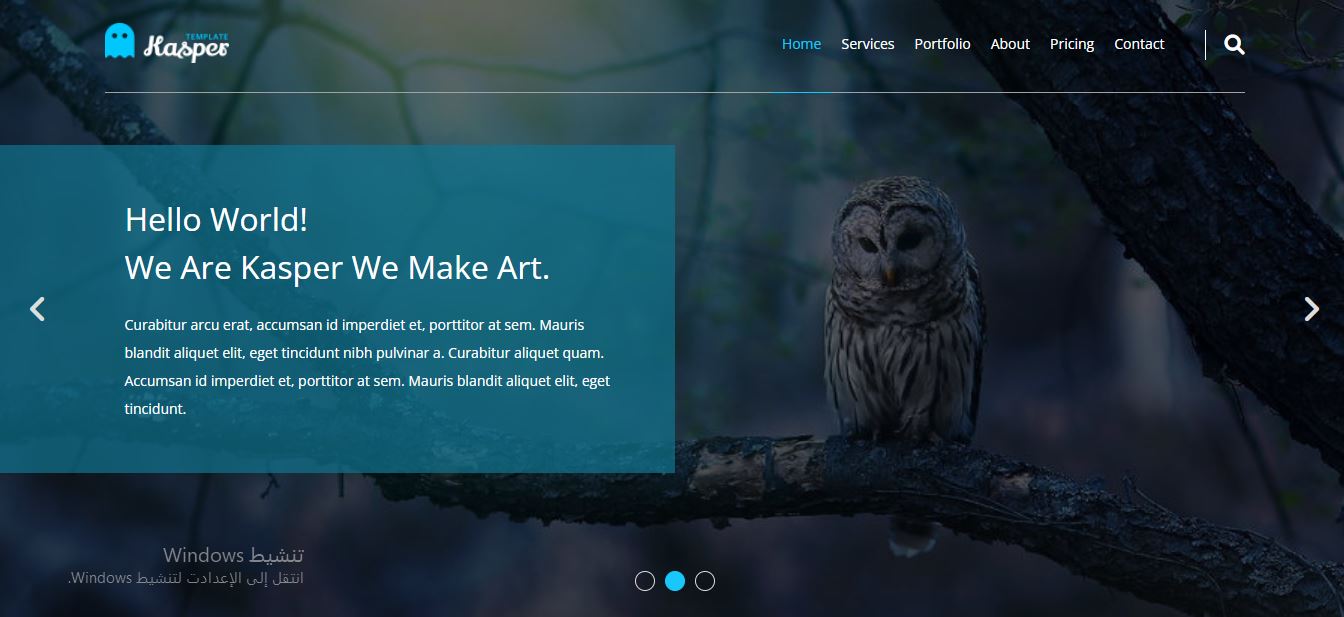 TEMPLATE
Kasper
Home Services Portfolio About Pricing Contact
Hello World!
We Are Kasper We Make Art.
Curabitur arcu erat, accumsan id imperdiet et, porttitor at sem. Mauris
blandit aliquet elit, eget tincidunt nibh pulvinar a. Curabitur aliquet quam.
Accumsan id imperdiet et, porttitor at sem. Mauris blandit aliquet elit, eget
tincidunt.
تنشيط Windows
انتقل إلى الإعدادت لتنشيط Windows.